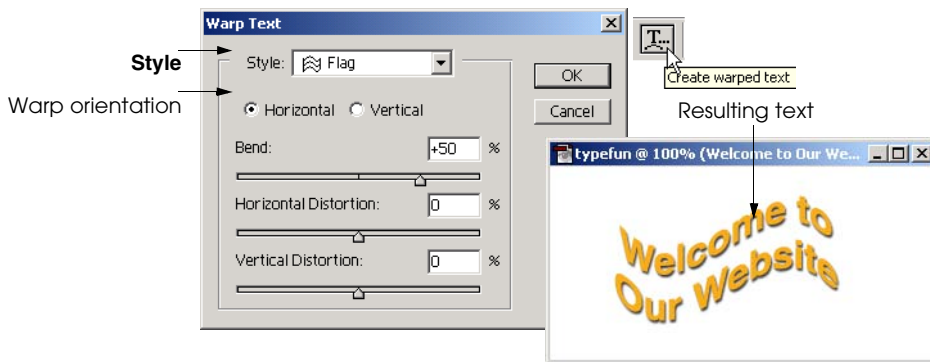 Warp Text
Style
Style: Flag
Warp orientation
Horizontal Vertical
Bend: +50 %
Horizontal Distortion: 0 %
Vertical Distortion: 0 %
OK
Cancel
T...
Create warped text
Resulting text
typefun @ 100% (Welcome to Our We...
Welcome to
Our Website